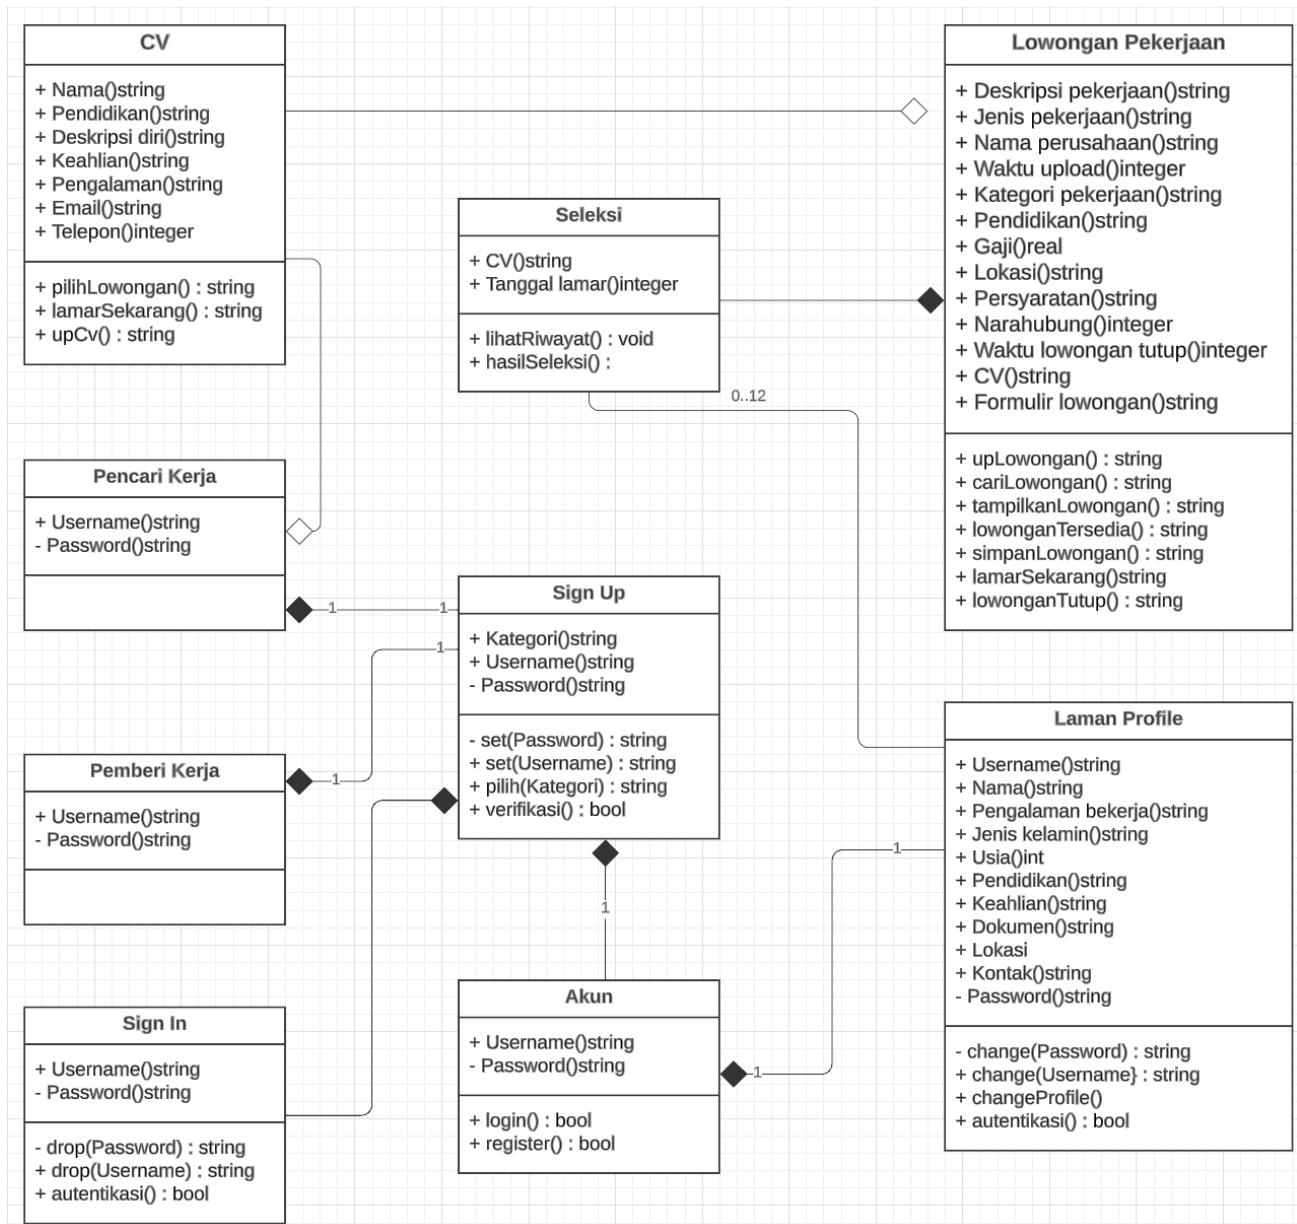 CV
+ Nama()string
+ Pendidikan()string
+ Deskripsi diri()string
+ Keahlian()string
+ Pengalaman()string
+ Email()string
+ Telepon()integer
+ pilihLowongan() : string
+ lamarSekarang() : string
+ upCv() : string
Lowongan Pekerjaan
+ Deskripsi pekerjaan()string
+ Jenis pekerjaan()string
+ Nama perusahaan()string
+ Waktu upload()integer
+ Kategori pekerjaan()string
+ Pendidikan()string
+ Gaji()real
+ Lokasi()string
+ Persyaratan()string
+ Narahubung()integer
+ Waktu lowongan tutup()integer
+ CV()string
+ Formulir lowongan()string
+ upLowongan() : string
+ cariLowongan() : string
+ tampilkanLowongan() : string
+ lowonganTersedia() : string
+ simpanLowongan() : string
+ lamarSekarang()string
+ lowonganTutup() : string
Seleksi
+ CV()string
+ Tanggal lamar()integer
+ lihatRiwayat() : void
+ hasilSeleksi() :
0..12
Pencari Kerja
+ Username()string
- Password()string
1
1
Sign Up
+ Kategori()string
+ Username()string
- Password()string
- set(Password) : string
+ set(Username) : string
+ pilih(Kategori) : string
+ verifikasi() : bool
1
1
Pemberi Kerja
+ Username()string
- Password()string
Laman Profile
+ Username()string
+ Nama()string
+ Pengalaman bekerja()string
+ Jenis kelamin()string
+ Usia()int
+ Pendidikan()string
+ Keahlian()string
+ Dokumen()string
+ Lokasi
+ Kontak()string
- Password()string
- change(Password) : string
+ change(Username} : string
+ changeProfile()
+ autentikasi() : bool
1
1
1
Akun
+ Username()string
- Password()string
+ login() : bool
+ register() : bool
Sign In
+ Username()string
- Password()string
- drop(Password) : string
+ drop(Username) : string
+ autentikasi() : bool